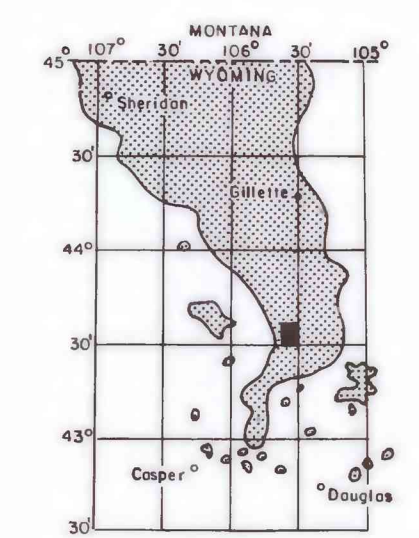 MONTANA
45° 107° 30' 106° 30' 105°
WYOMING
Sheridan
30'
Gillette
44°
30'
43°
Casper
Douglas
30'